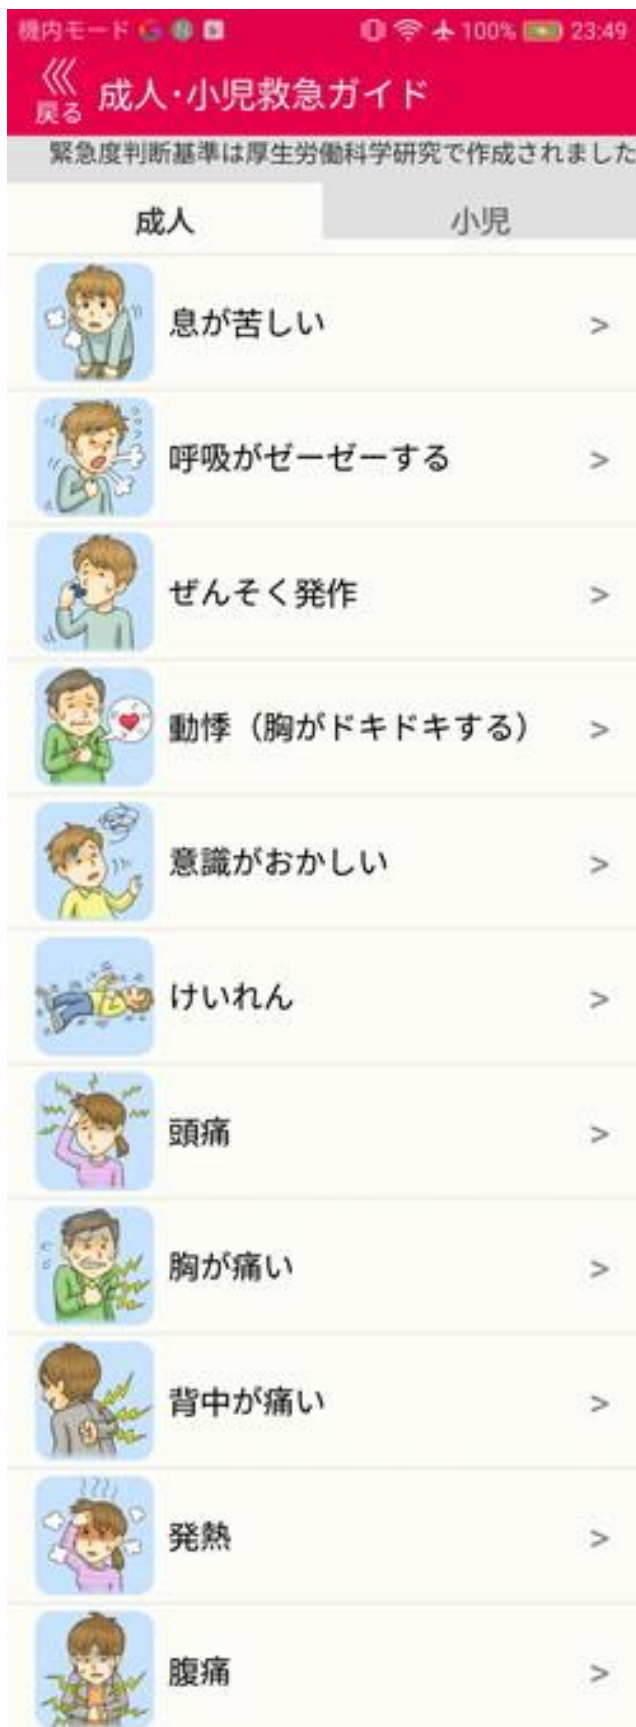 機内モード 100% 23:49
戻る 成人・小児救急ガイド
緊急度判断基準は厚生労働科学研究で作成されました
成人 小児
息が苦しい >
呼吸がゼーゼーする >
ぜんそく発作 >
動悸（胸がドキドキする） >
意識がおかしい >
けいれん >
頭痛 >
胸が痛い >
背中が痛い >
発熱 >
腹痛 >